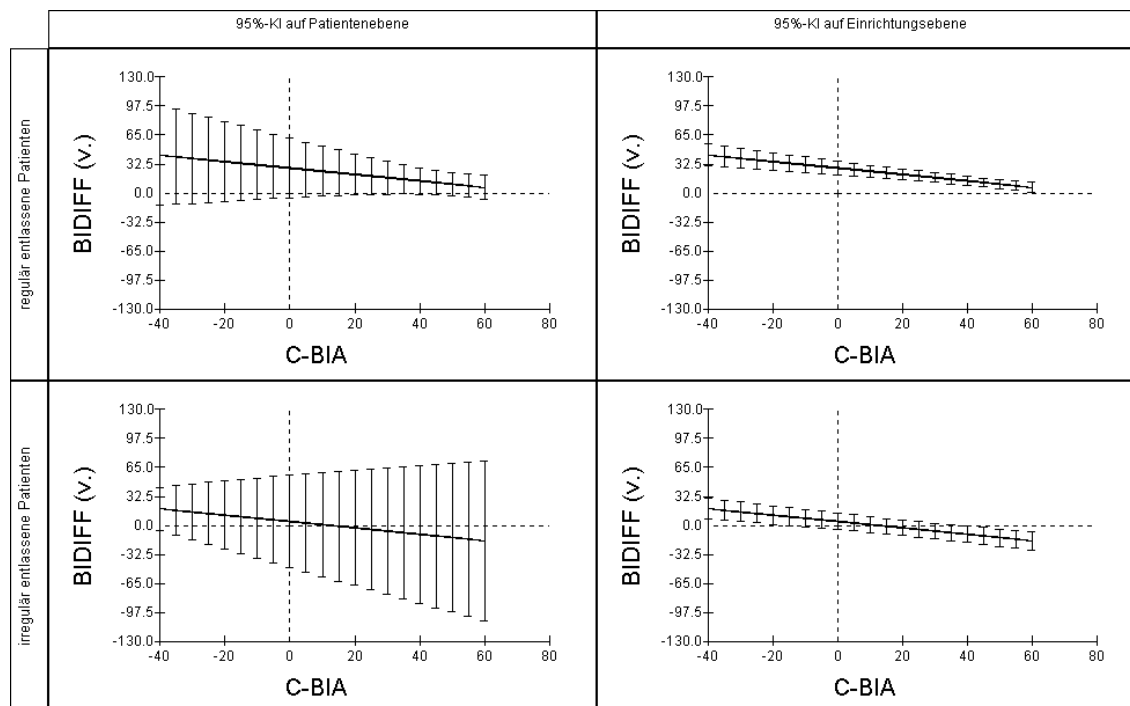 95%-KI auf Patientenebene
95%-KI auf Einrichtungsebene
regulär entlassene Patienten
BIDIFF (v.)
130.0
97.5
65.0
32.5
0.0
-32.5
-65.0
-97.5
-130.0
-40 -20 0 20 40 60 80
C-BIA
BIDIFF (v.)
130.0
97.5
65.0
32.5
0.0
-32.5
-65.0
-97.5
-130.0
-40 -20 0 20 40 60 80
C-BIA
irregulär entlassene Patienten
BIDIFF (v.)
130.0
97.5
65.0
32.5
0.0
-32.5
-65.0
-97.5
-130.0
-40 -20 0 20 40 60 80
C-BIA
BIDIFF (v.)
130.0
97.5
65.0
32.5
0.0
-32.5
-65.0
-97.5
-130.0
-40 -20 0 20 40 60 80
C-BIA